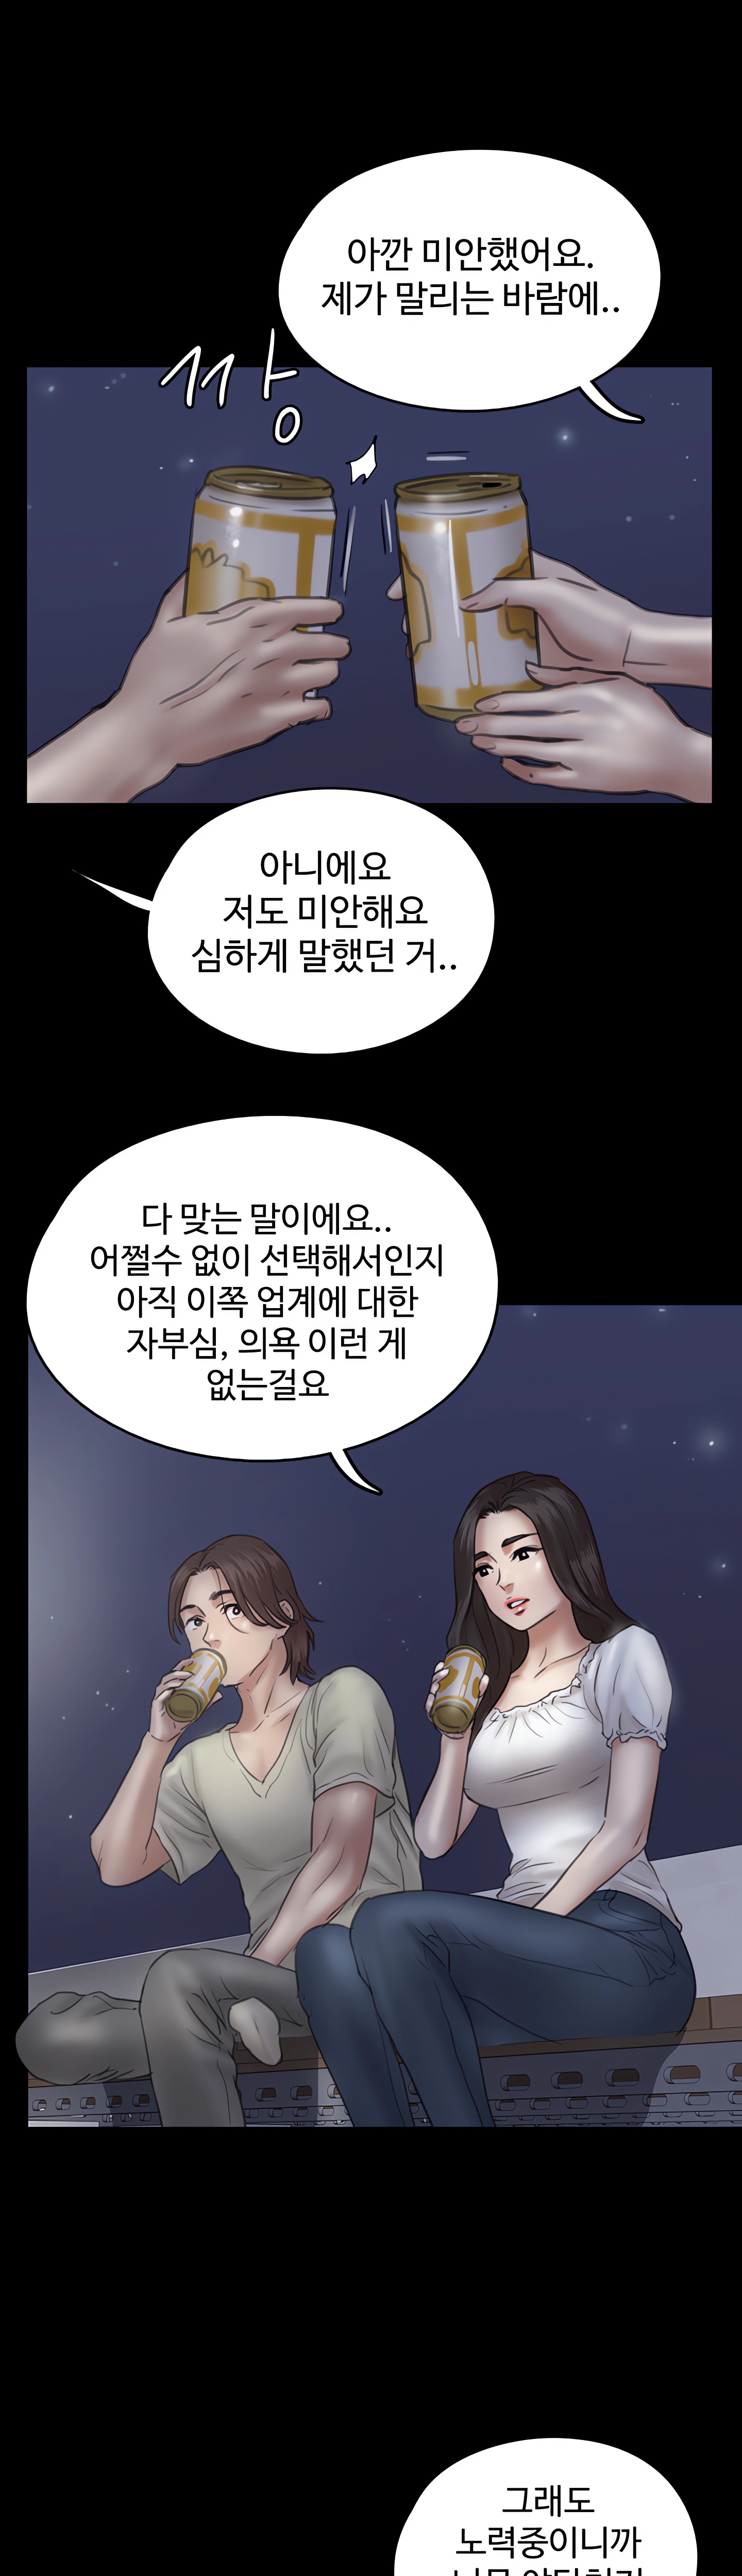 아깐 미안했어요.
제가 말리는 바람에..
깡
아니에요
저도 미안해요
심하게 말했던 거..
다 맞는 말이에요..
어쩔수 없이 선택해서인지
아직 이쪽 업계에 대한
자부심, 의욕 이런 게
없는걸요
그래도
노력중이니까